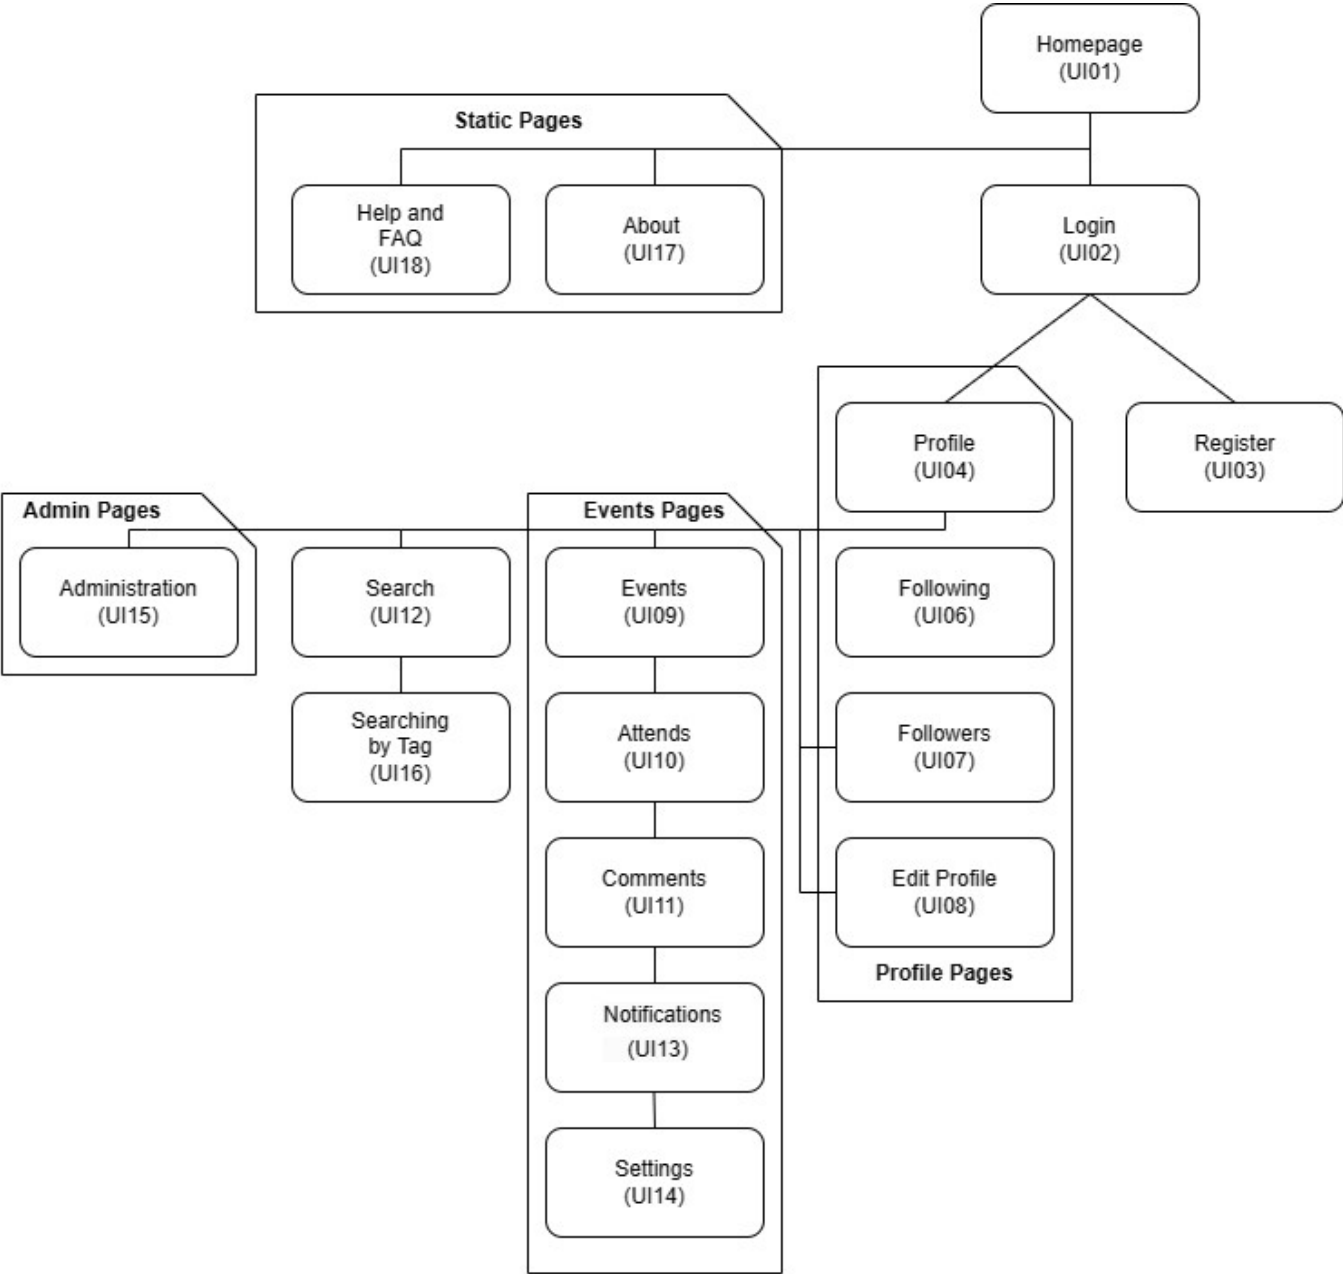 Homepage
(UI01)
Static Pages
Help and
FAQ
(UI18)
About
(UI17)
Login
(UI02)
Profile
(UI04)
Register
(UI03)
Admin Pages
Administration
(UI15)
Search
(UI12)
Searching
by Tag
(UI16)
Events Pages
Events
(UI09)
Attends
(UI10)
Comments
(UI11)
Notifications
(UI13)
Settings
(UI14)
Following
(UI06)
Followers
(UI07)
Edit Profile
(UI08)
Profile Pages